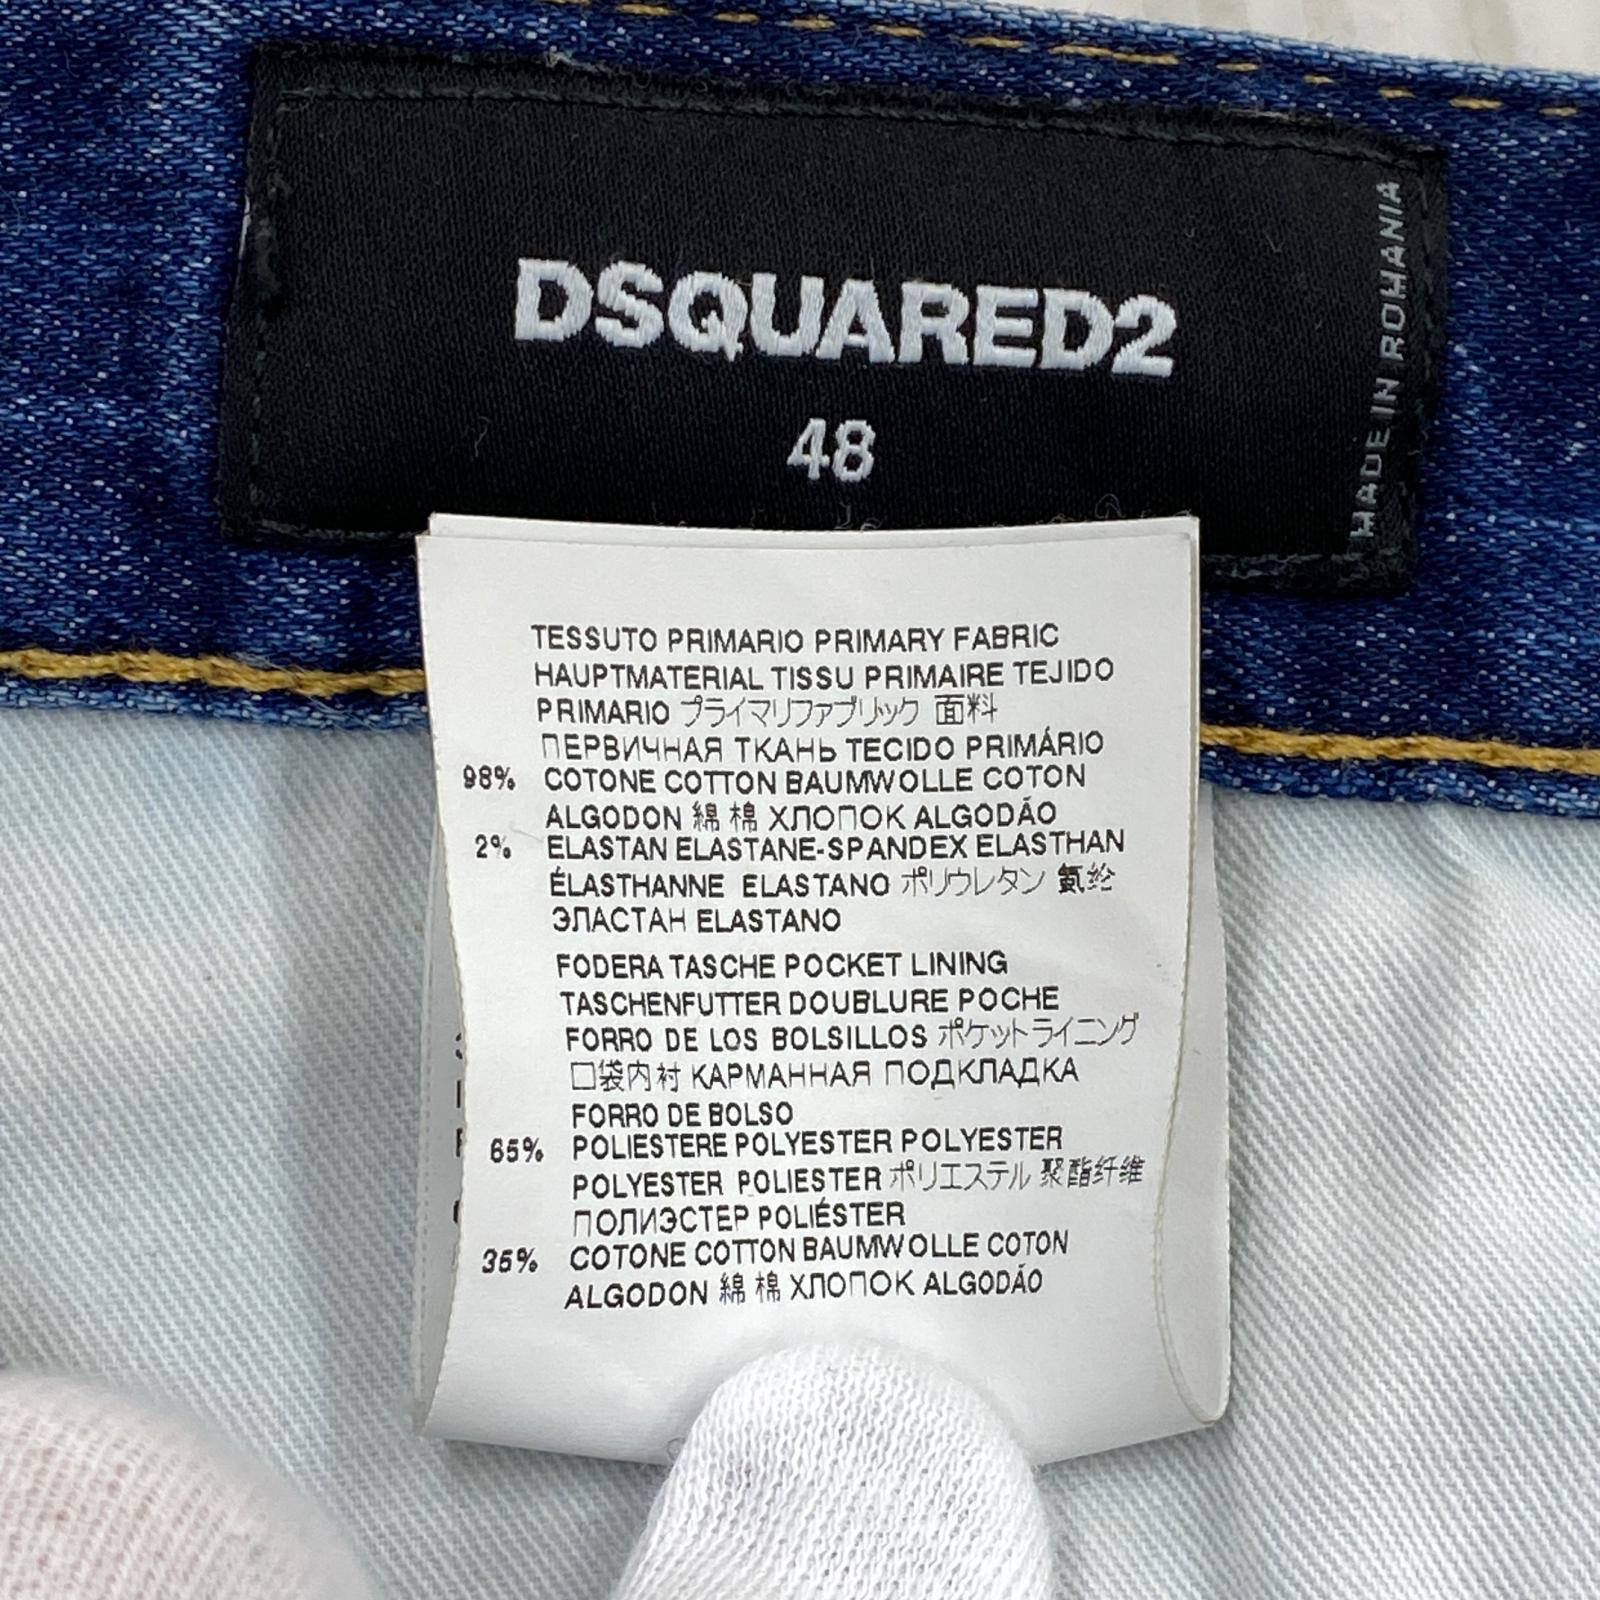 DSQUARED2
48
MADE IN ROMANIA
TESSUTO PRIMARIO PRIMARY FABRIC
HAUPTMATERIAL TISSU PRIMAIRE TEJIDO
PRIMARIO プライマリファブリック 面料
ПЕРВИЧНАЯ ТКАНЬ TECIDO PRIMÁRIO
98% COTONE COTTON BAUMWOLLE COTON
ALGODON 綿 棉 ХЛОПОК ALGODÃO
2% ELASTAN ELASTANE-SPANDEX ELASTHAN
ÉLASTHANNE ELASTANO ポリウレタン 氨纶
ЭЛАСТАН ELASTANO
FODERA TASCHE POCKET LINING
TASCHENFUTTER DOUBLURE POCHE
FORRO DE LOS BOLSILLOS ポケットライニング
口袋内衬 КАРМАННАЯ ПОДКЛАДКА
FORRO DE BOLSO
65% POLIESTERE POLYESTER POLYESTER
POLYESTER POLIESTER ポリエステル 聚酯纤维
ПОЛИЭСТЕР POLIÉSTER
35% COTONE COTTON BAUMWOLLE COTON
ALGODON 綿 棉 ХЛОПОК ALGODÃO